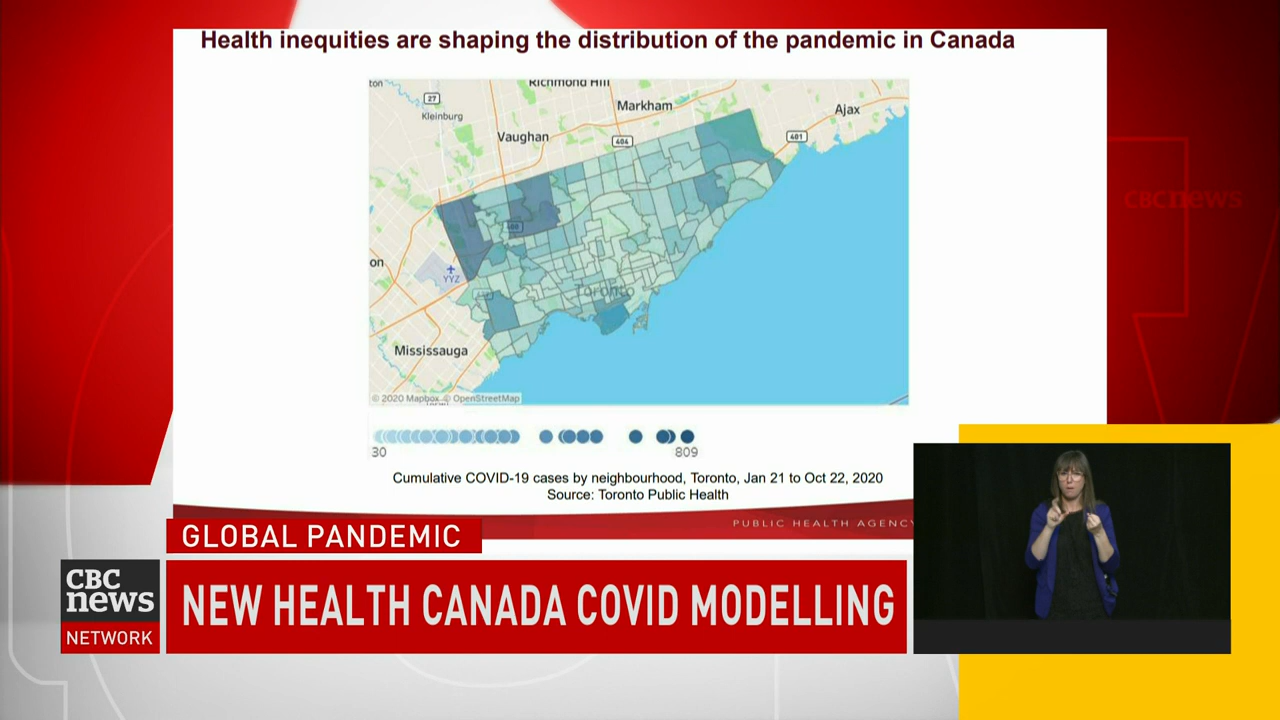 Health inequities are shaping the distribution of the pandemic in Canada
ton
27
Richmond Hill
Markham
Ajax
Kleinburg
Vaughan
404
401
400
on
YYZ
Toronto
Mississauga
© 2020 Mapbox © OpenStreetMap
30
809
Cumulative COVID-19 cases by neighbourhood, Toronto, Jan 21 to Oct 22, 2020
Source: Toronto Public Health
PUBLIC HEALTH AGENCY
CBCnews
GLOBAL PANDEMIC
CBC
news
NETWORK
NEW HEALTH CANADA COVID MODELLING